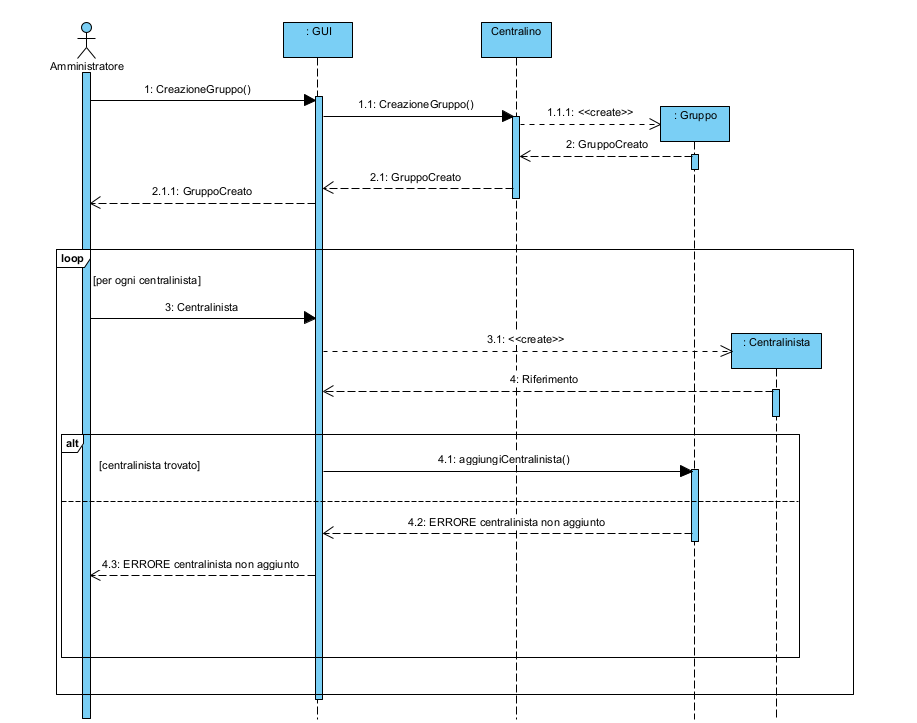 : GUI
Centralino
Amministratore
1: CreazioneGruppo()
1.1: CreazioneGruppo()
1.1.1: <<create>>
: Gruppo
2: GruppoCreato
2.1: GruppoCreato
2.1.1: GruppoCreato
loop
[per ogni centralinista]
3: Centralinista
3.1: <<create>>
: Centralinista
4: Riferimento
alt
[centralinista trovato]
4.1: aggiungiCentralinista()
4.2: ERRORE centralinista non aggiunto
4.3: ERRORE centralinista non aggiunto